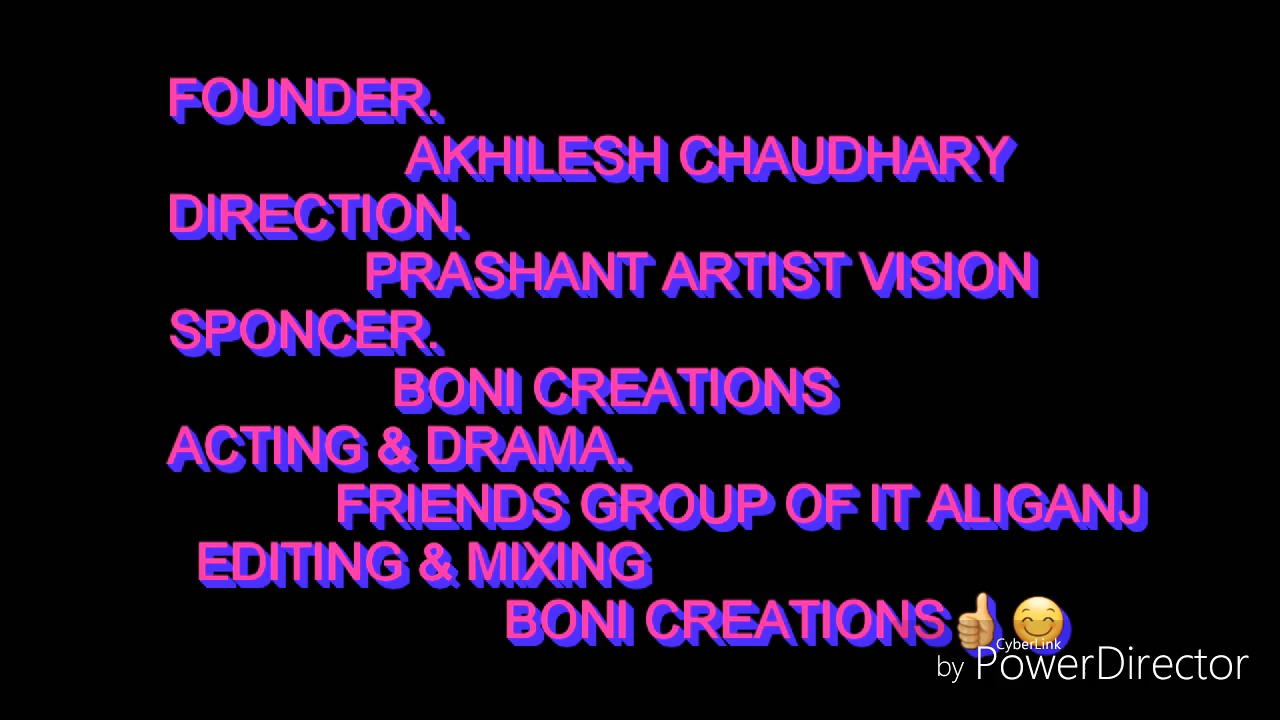 FOUNDER.
AKHILESH CHAUDHARY
DIRECTION.
PRASHANT ARTIST VISION
SPONCER.
BONI CREATIONS
ACTING & DRAMA.
FRIENDS GROUP OF IT ALIGANJ
EDITING & MIXING
BONI CREATIONS👍😊
CyberLink
by PowerDirector